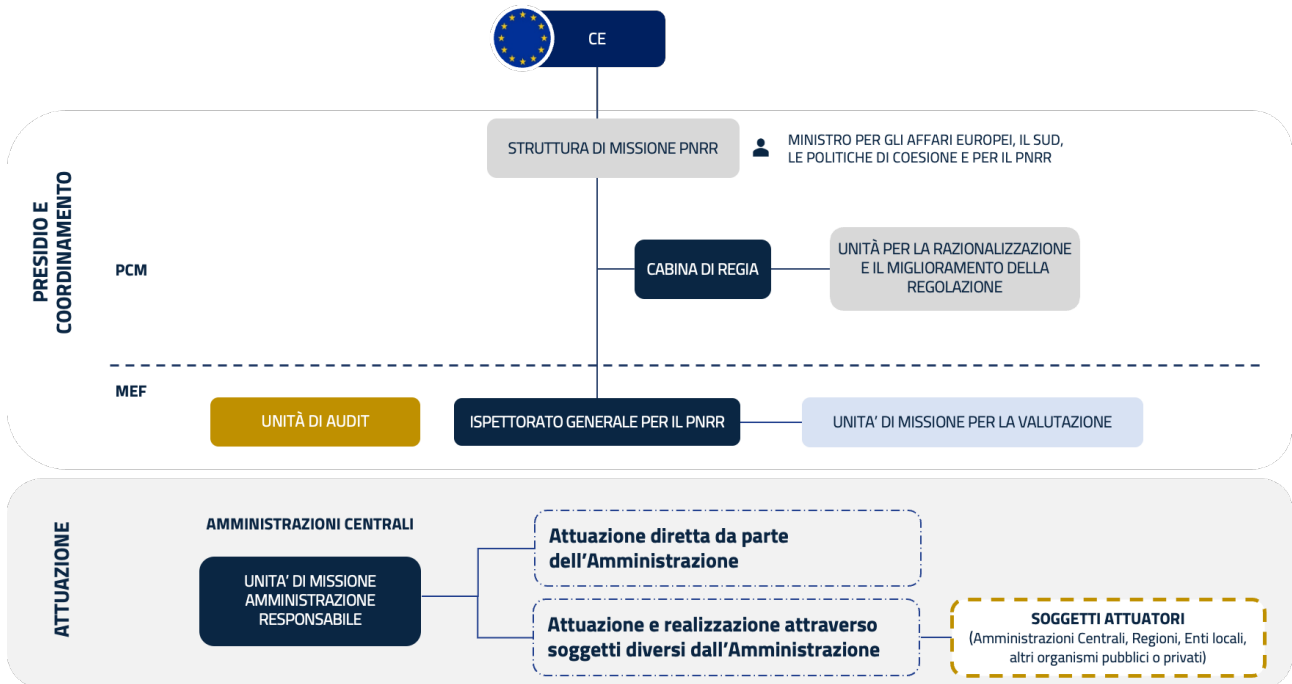 CE
STRUTTURA DI MISSIONE PNRR
MINISTRO PER GLI AFFARI EUROPEI, IL SUD,
LE POLITICHE DI COESIONE E PER IL PNRR
PRESIDIO E
COORDINAMENTO
PCM
CABINA DI REGIA
UNITÀ PER LA RAZIONALIZZAZIONE
E IL MIGLIORAMENTO DELLA
REGOLAZIONE
MEF
UNITÀ DI AUDIT
ISPETTORATO GENERALE PER IL PNRR
UNITA' DI MISSIONE PER LA VALUTAZIONE
ATTUAZIONE
AMMINISTRAZIONI CENTRALI
UNITA' DI MISSIONE
AMMINISTRAZIONE
RESPONSABILE
Attuazione diretta da parte
dell'Amministrazione
Attuazione e realizzazione attraverso
soggetti diversi dall'Amministrazione
SOGGETTI ATTUATORI
(Amministrazioni Centrali, Regioni, Enti locali,
altri organismi pubblici o privati)